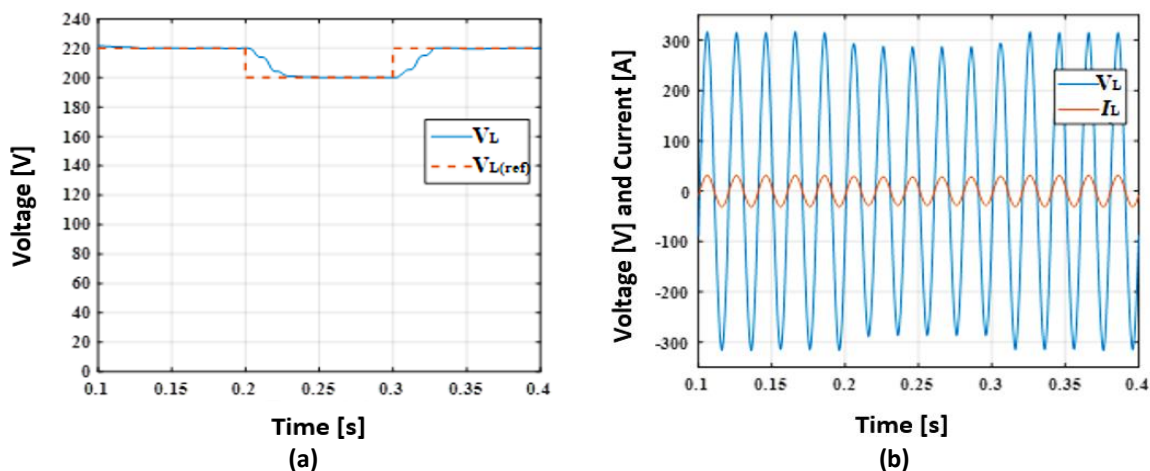 240
220
200
180
160
140
120
100
80
60
40
20
0
Voltage [V]
VL
VL(ref)
0.1 0.15 0.2 0.25 0.3 0.35 0.4
Time [s]
(a)
300
200
100
0
-100
-200
-300
Voltage [V] and Current [A]
VL
IL
0.1 0.15 0.2 0.25 0.3 0.35 0.4
Time [s]
(b)